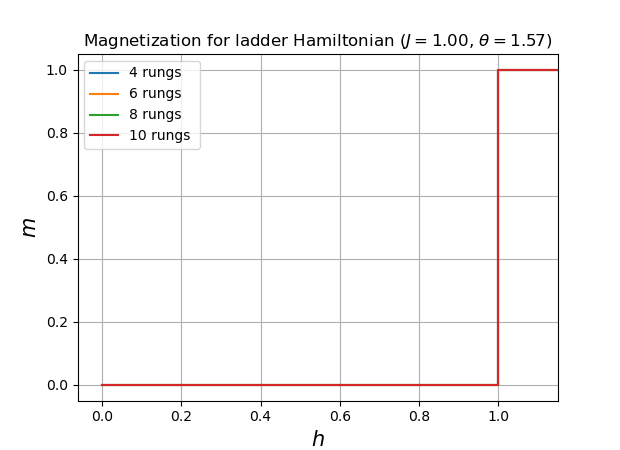 Magnetization for ladder Hamiltonian (J = 1.00, θ = 1.57)
4 rungs
6 rungs
8 rungs
10 rungs
1.0
0.8
0.6
0.4
0.2
0.0
m
0.0 0.2 0.4 0.6 0.8 1.0
h